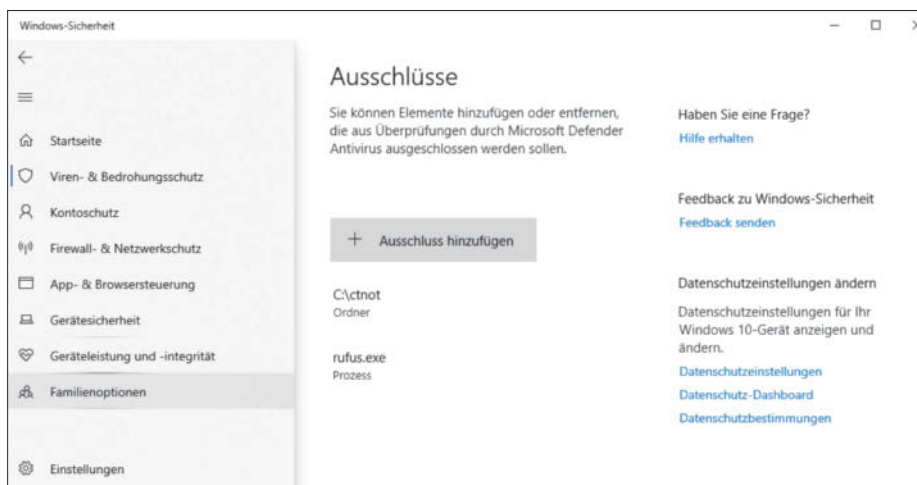 Windows-Sicherheit
Startseite
Viren- & Bedrohungsschutz
Kontoschutz
Firewall- & Netzwerkschutz
App- & Browsersteuerung
Gerätesicherheit
Geräteleistung und -integrität
Familienoptionen
Einstellungen
Ausschlüsse
Sie können Elemente hinzufügen oder entfernen,
die aus Überprüfungen durch Microsoft Defender
Antivirus ausgeschlossen werden sollen.
Ausschluss hinzufügen
C:\ctnot
Ordner
rufus.exe
Prozess
Haben Sie eine Frage?
Hilfe erhalten
Feedback zu Windows-Sicherheit
Feedback senden
Datenschutzeinstellungen ändern
Datenschutzeinstellungen für Ihr
Windows 10-Gerät anzeigen und
ändern.
Datenschutzeinstellungen
Datenschutz-Dashboard
Datenschutzbestimmungen